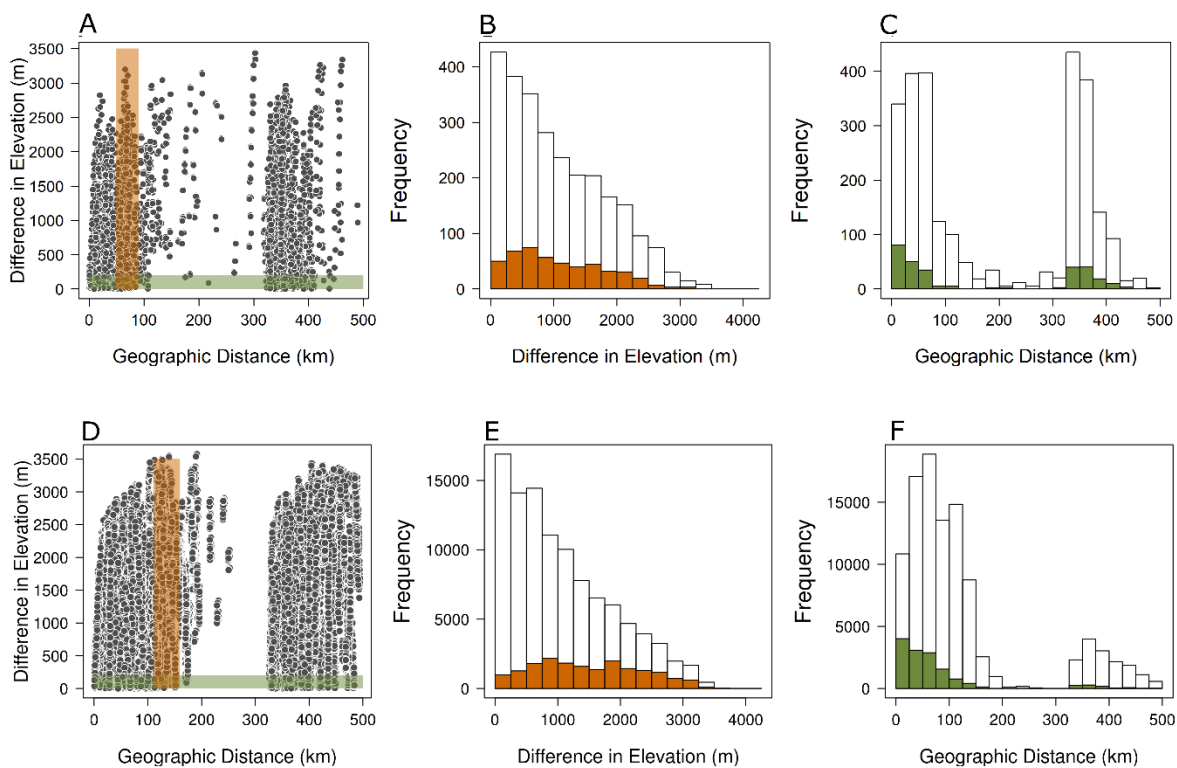 A
3500
3000
2500
2000
1500
1000
500
0
Difference in Elevation (m)
0 100 200 300 400 500
Geographic Distance (km)
B
400
300
200
100
0
Frequency
0 1000 2000 3000 4000
Difference in Elevation (m)
C
400
300
200
100
0
Frequency
0 100 200 300 400 500
Geographic Distance (km)
D
3500
3000
2500
2000
1500
1000
500
0
Difference in Elevation (m)
0 100 200 300 400 500
Geographic Distance (km)
E
15000
10000
5000
0
Frequency
0 1000 2000 3000 4000
Difference in Elevation (m)
F
15000
10000
5000
0
Frequency
0 100 200 300 400 500
Geographic Distance (km)